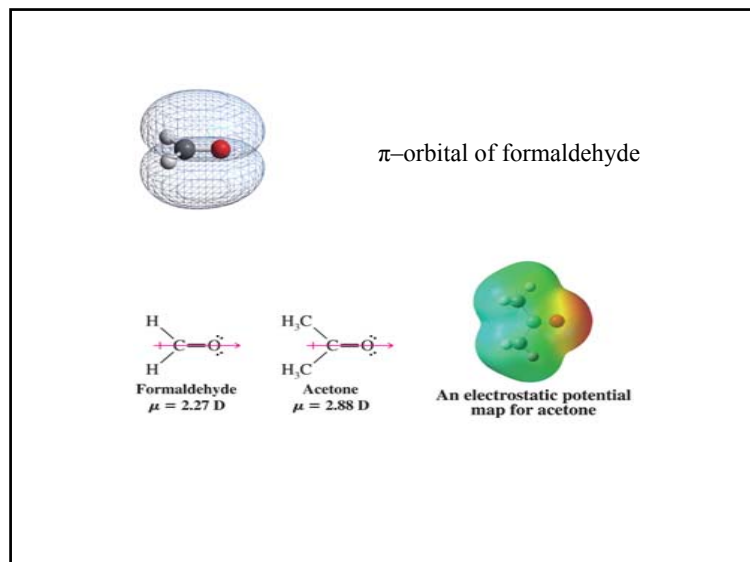 π–orbital of formaldehyde
H
C=O
H
Formaldehyde
μ = 2.27 D
H₃C
C=O
H₃C
Acetone
μ = 2.88 D
An electrostatic potential
map for acetone